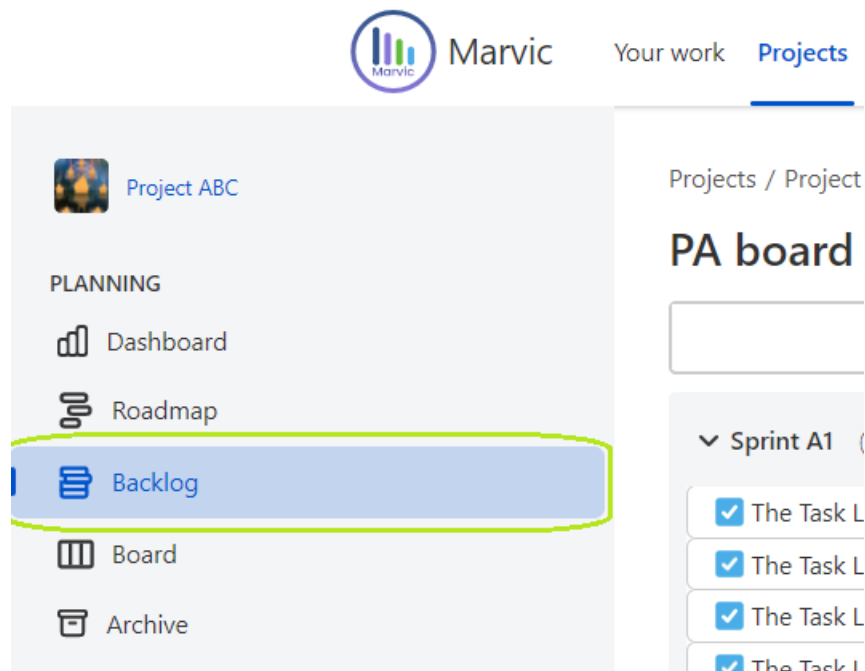 Marvic
Marvic
Your work
Projects
Project ABC
PLANNING
Dashboard
Roadmap
Backlog
Board
Archive
Projects / Project
PA board
Sprint A1 (
The Task L
The Task L
The Task L
The Task L